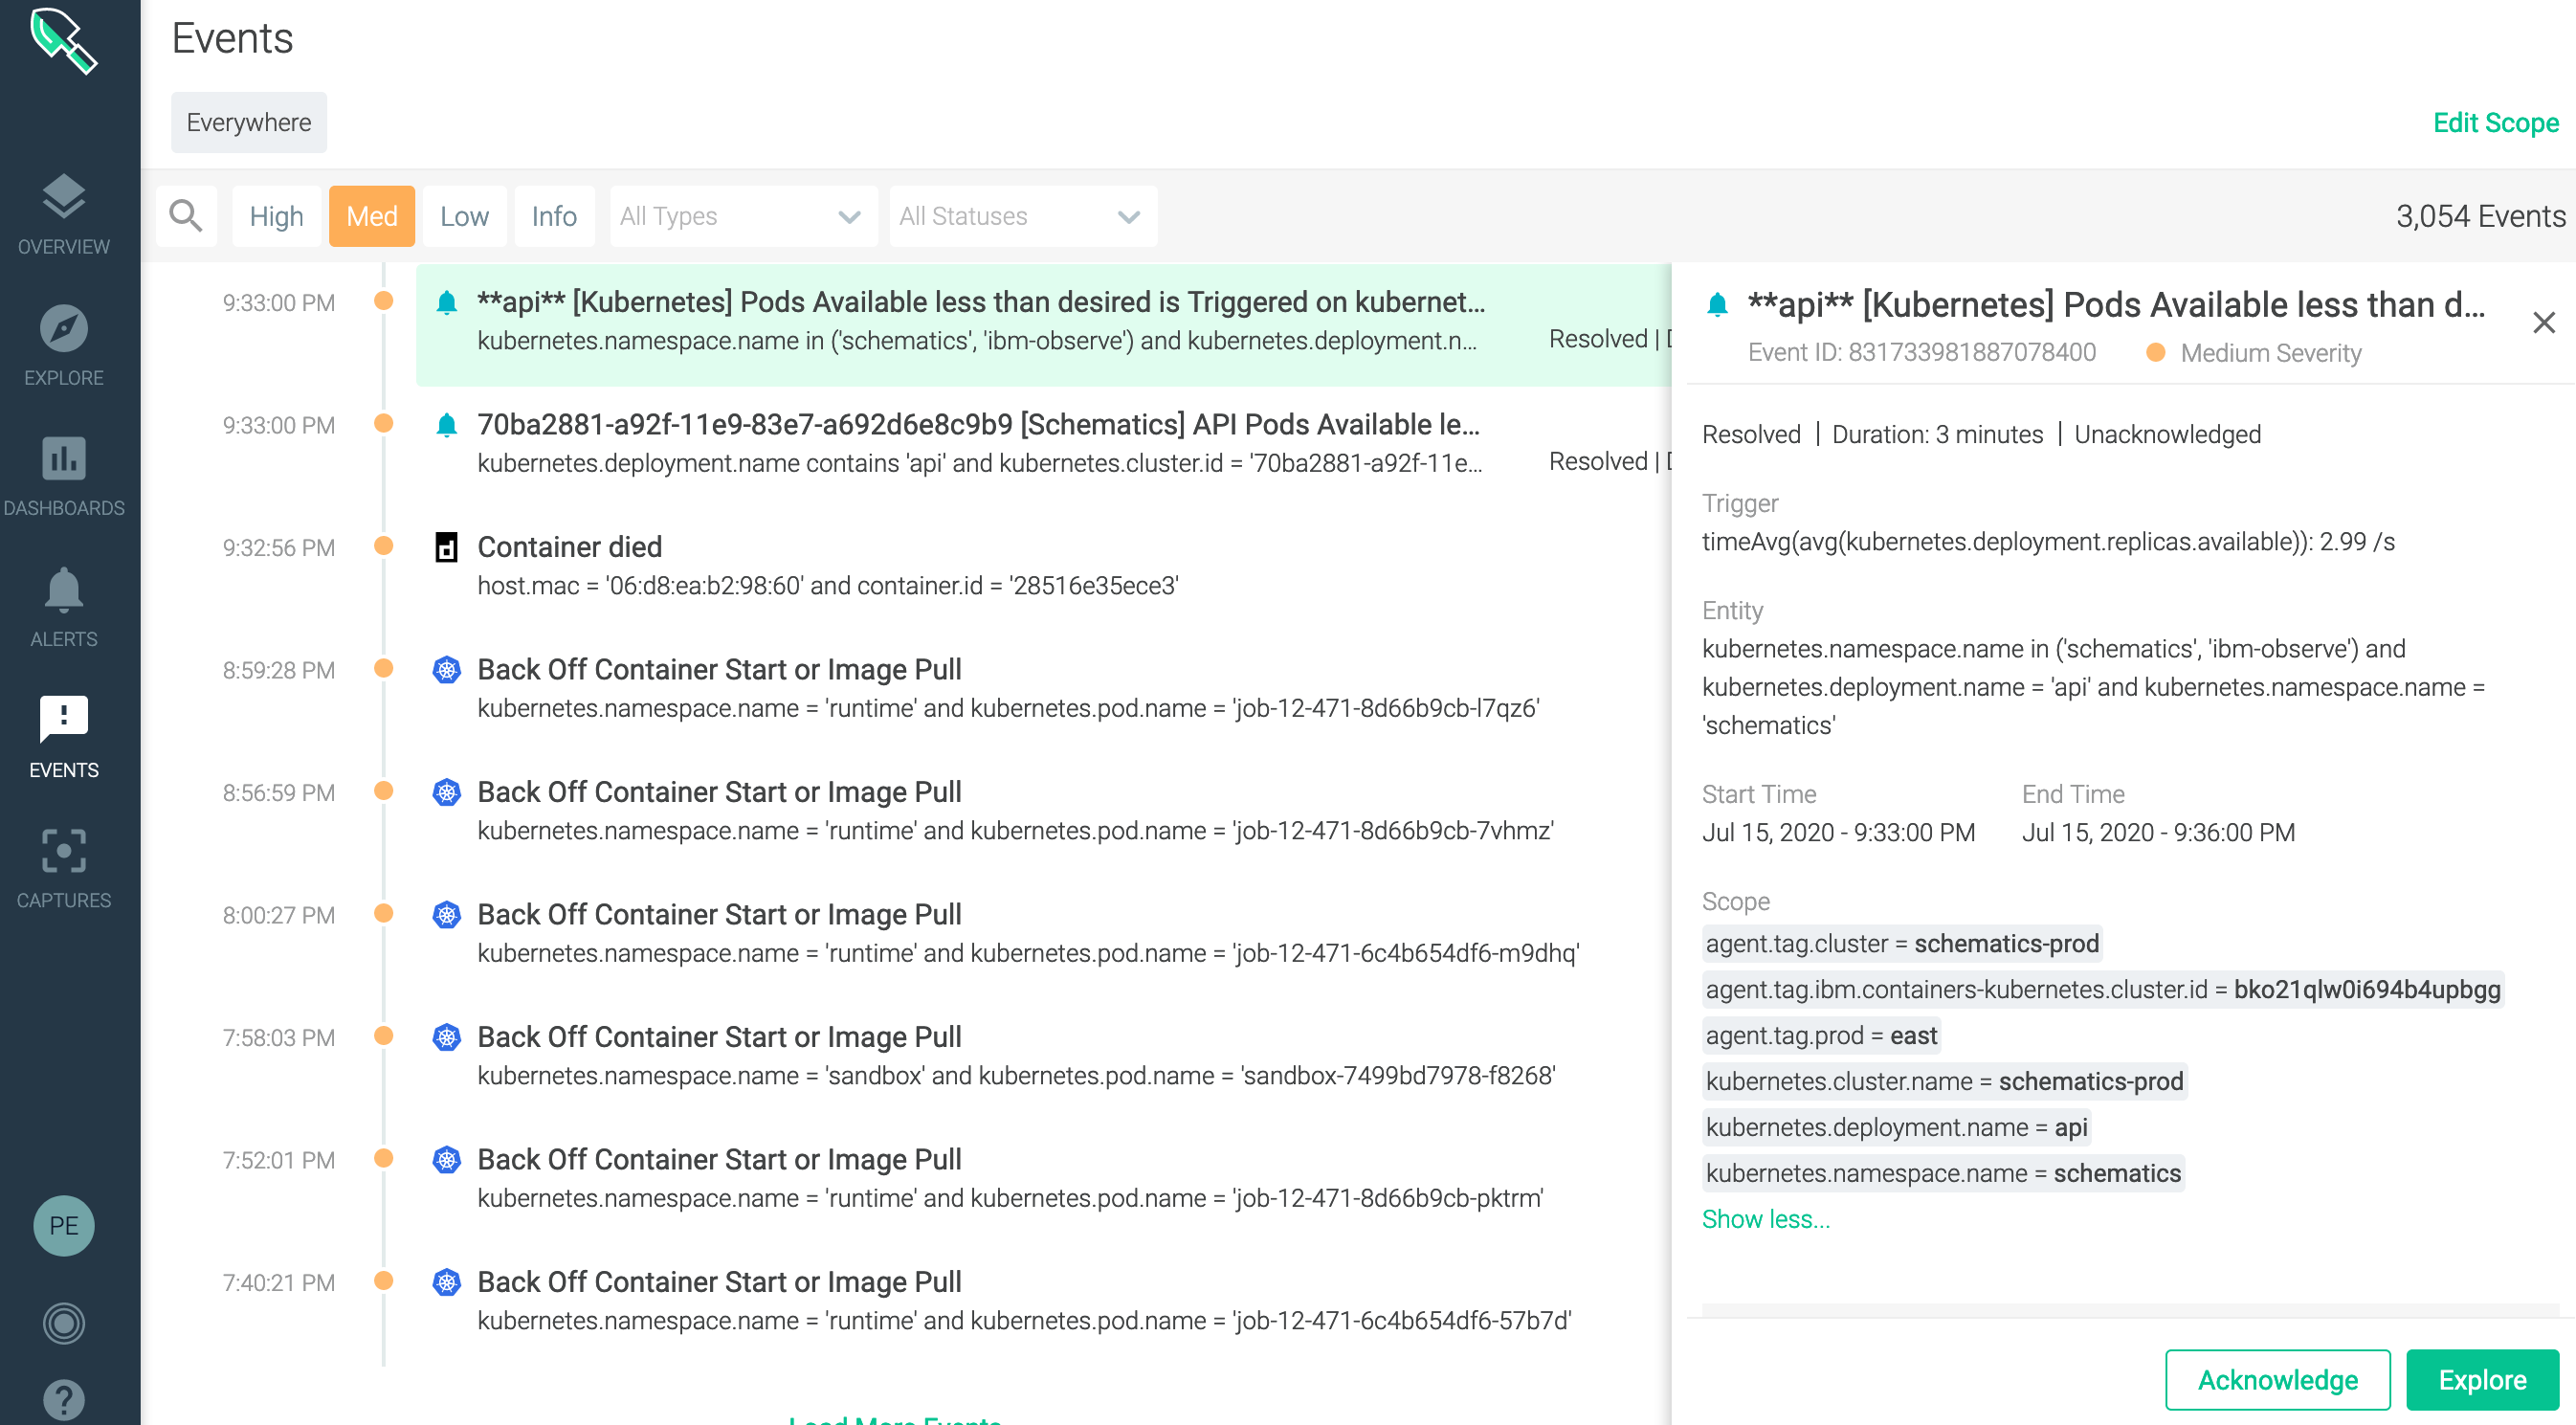 Events
Everywhere
Edit Scope
High Med Low Info All Types All Statuses
3,054 Events
OVERVIEW
EXPLORE
DASHBOARDS
ALERTS
EVENTS
CAPTURES
PE
9:33:00 PM
**api** [Kubernetes] Pods Available less than desired is Triggered on kubernet...
kubernetes.namespace.name in ('schematics', 'ibm-observe') and kubernetes.deployment.n...
Resolved |
9:33:00 PM
70ba2881-a92f-11e9-83e7-a692d6e8c9b9 [Schematics] API Pods Available le...
kubernetes.deployment.name contains 'api' and kubernetes.cluster.id = '70ba2881-a92f-11e...
Resolved |
9:32:56 PM
Container died
host.mac = '06:d8:ea:b2:98:60' and container.id = '28516e35ece3'
8:59:28 PM
Back Off Container Start or Image Pull
kubernetes.namespace.name = 'runtime' and kubernetes.pod.name = 'job-12-471-8d66b9cb-l7qz6'
8:56:59 PM
Back Off Container Start or Image Pull
kubernetes.namespace.name = 'runtime' and kubernetes.pod.name = 'job-12-471-8d66b9cb-7vhmz'
8:00:27 PM
Back Off Container Start or Image Pull
kubernetes.namespace.name = 'runtime' and kubernetes.pod.name = 'job-12-471-6c4b654df6-m9dhq'
7:58:03 PM
Back Off Container Start or Image Pull
kubernetes.namespace.name = 'sandbox' and kubernetes.pod.name = 'sandbox-7499bd7978-f8268'
7:52:01 PM
Back Off Container Start or Image Pull
kubernetes.namespace.name = 'runtime' and kubernetes.pod.name = 'job-12-471-8d66b9cb-pktrm'
7:40:21 PM
Back Off Container Start or Image Pull
kubernetes.namespace.name = 'runtime' and kubernetes.pod.name = 'job-12-471-6c4b654df6-57b7d'
Load More Events
**api** [Kubernetes] Pods Available less than d...
Event ID: 831733981887078400 Medium Severity
Resolved | Duration: 3 minutes | Unacknowledged
Trigger
timeAvg(avg(kubernetes.deployment.replicas.available)): 2.99 /s
Entity
kubernetes.namespace.name in ('schematics', 'ibm-observe') and
kubernetes.deployment.name = 'api' and kubernetes.namespace.name =
'schematics'
Start Time End Time
Jul 15, 2020 - 9:33:00 PM Jul 15, 2020 - 9:36:00 PM
Scope
agent.tag.cluster = schematics-prod
agent.tag.ibm.containers-kubernetes.cluster.id = bko21qlw0i694b4upbgg
agent.tag.prod = east
kubernetes.cluster.name = schematics-prod
kubernetes.deployment.name = api
kubernetes.namespace.name = schematics
Show less...
Acknowledge Explore